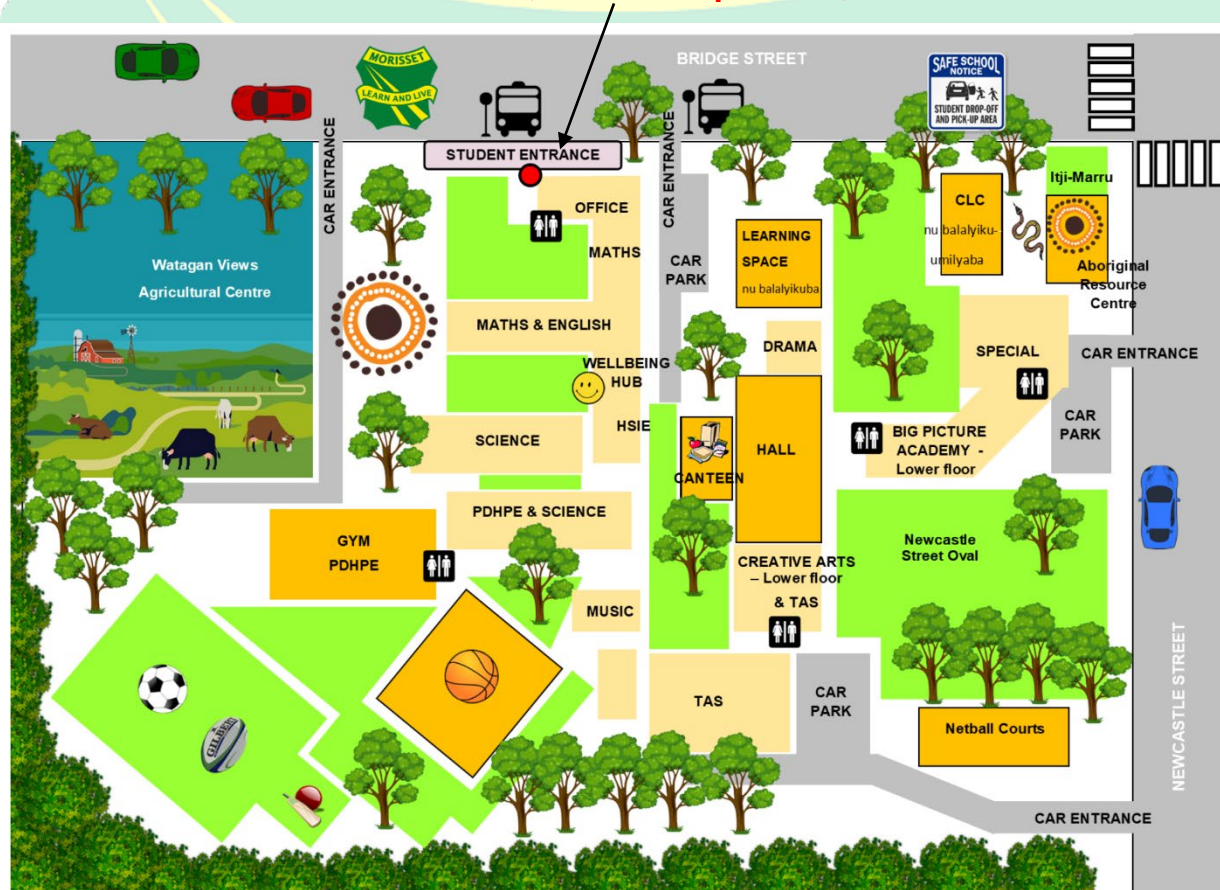 BRIDGE STREET
MORISSET
LEARN AND LIVE
SAFE SCHOOL
NOTICE
STUDENT DROP-OFF
AND PICK-UP AREA
CAR ENTRANCE
STUDENT ENTRANCE
CAR ENTRANCE
OFFICE
MATHS
Watagan Views
Agricultural Centre
CAR
PARK
LEARNING
SPACE
nu balalyikuba
CLC
nu balalyiku-
umilyaba
Itji-Marru
Aboriginal
Resource
Centre
MATHS & ENGLISH
WELLBEING
HUB
DRAMA
SPECIAL
CAR ENTRANCE
SCIENCE
HSIE
CANTEEN
HALL
BIG PICTURE
ACADEMY -
Lower floor
CAR
PARK
PDHPE & SCIENCE
GYM
PDHPE
CREATIVE ARTS
– Lower floor
& TAS
Newcastle
Street Oval
MUSIC
GILBERT
TAS
CAR
PARK
Netball Courts
NEWCASTLE STREET
CAR ENTRANCE